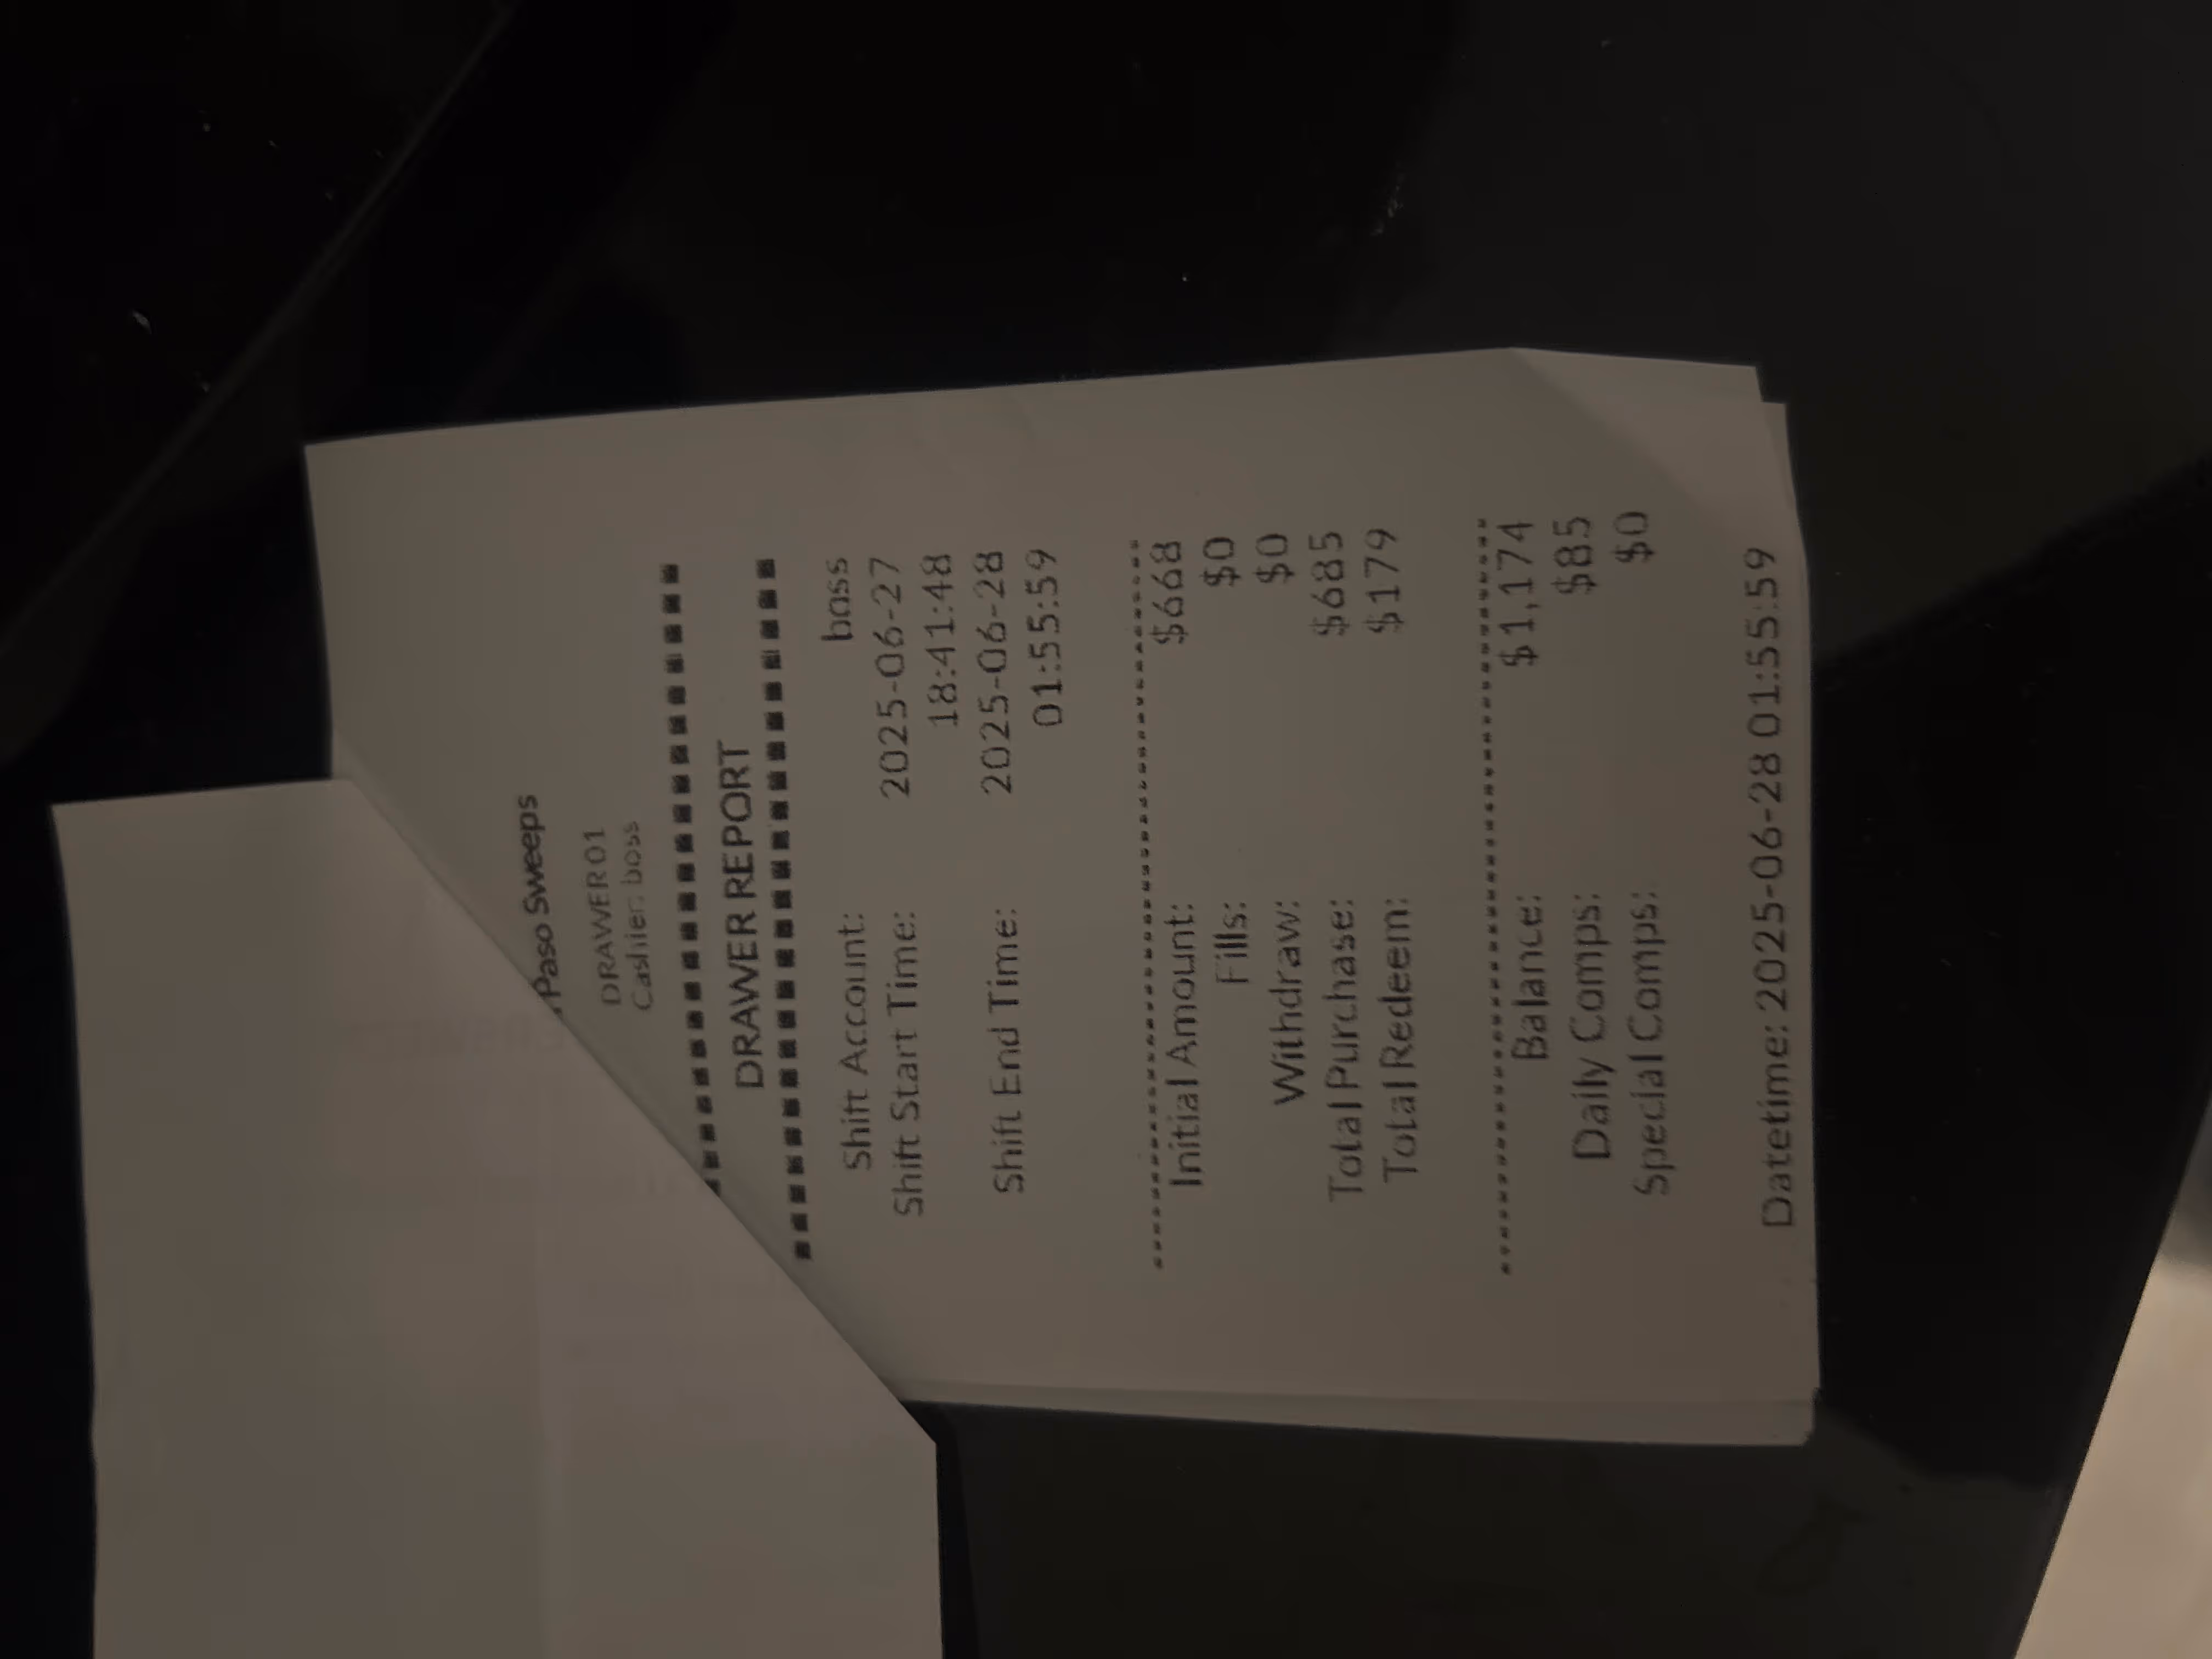 Paso Sweeps
DRAWER01
Cashier: boss
DRAWER REPORT
Shift Account: boss
Shift Start Time: 2025-06-27
18:41:48
Shift End Time: 2025-06-28
01:55:59
Initial Amount: $668
Fills: $0
Withdraw: $0
Total Purchase: $685
Total Redeem: $179
Balance: $1,174
Daily Comps: $85
Special Comps: $0
Datetime: 2025-06-28 01:55:59